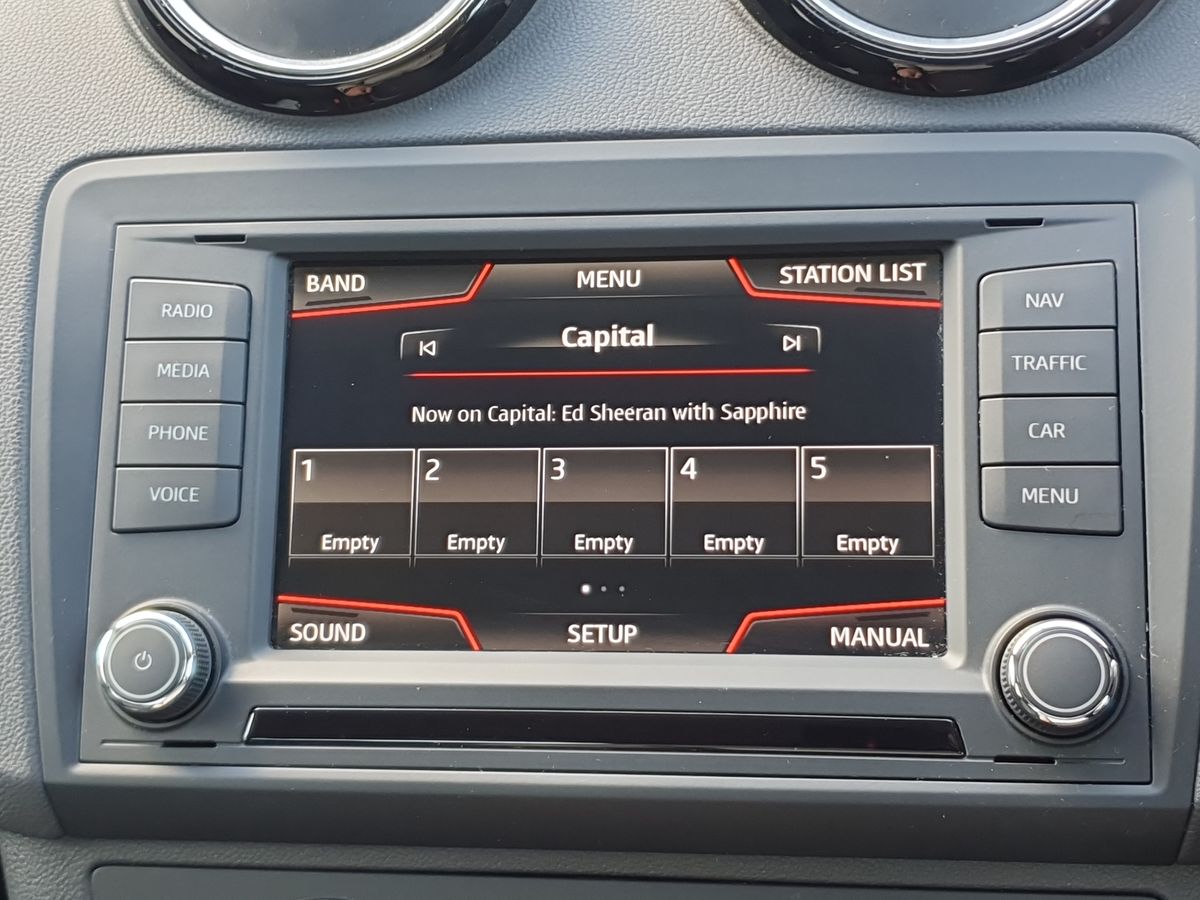 BAND MENU STATION LIST
RADIO
NAV
Capital
MEDIA
TRAFFIC
Now on Capital: Ed Sheeran with Sapphire
PHONE
CAR
1 2 3 4 5
VOICE
MENU
Empty Empty Empty Empty Empty
SOUND SETUP MANUAL